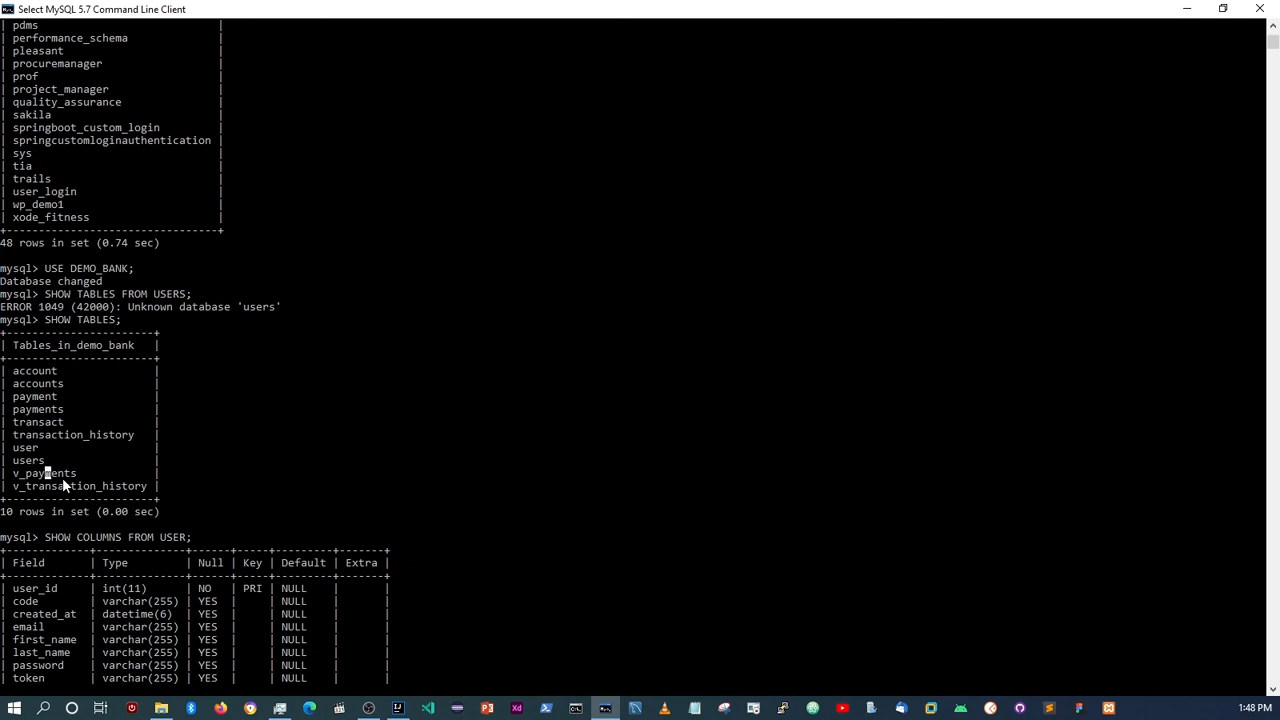 Select MySQL 5.7 Command Line Client
| pdms |
| performance_schema |
| pleasant |
| procuremanager |
| prof |
| project_manager |
| quality_assurance |
| sakila |
| springboot_custom_login |
| springcustomloginauthentication |
| sys |
| tia |
| trails |
| user_login |
| wp_demo1 |
| xode_fitness |
+---------------------------------+
48 rows in set (0.74 sec)
mysql> USE DEMO_BANK;
Database changed
mysql> SHOW TABLES FROM USERS;
ERROR 1049 (42000): Unknown database 'users'
mysql> SHOW TABLES;
+-----------------------+
| Tables_in_demo_bank |
+-----------------------+
| account |
| accounts |
| payment |
| payments |
| transact |
| transaction_history |
| user |
| users |
| v_payments |
| v_transaction_history |
+-----------------------+
10 rows in set (0.00 sec)
mysql> SHOW COLUMNS FROM USER;
+------------+--------------+------+-----+---------+-------+
| Field | Type | Null | Key | Default | Extra |
+------------+--------------+------+-----+---------+-------+
| user_id | int(11) | NO | PRI | NULL | |
| code | varchar(255) | YES | | NULL | |
| created_at | datetime(6) | YES | | NULL | |
| email | varchar(255) | YES | | NULL | |
| first_name | varchar(255) | YES | | NULL | |
| last_name | varchar(255) | YES | | NULL | |
| password | varchar(255) | YES | | NULL | |
| token | varchar(255) | YES | | NULL | |
1:48 PM